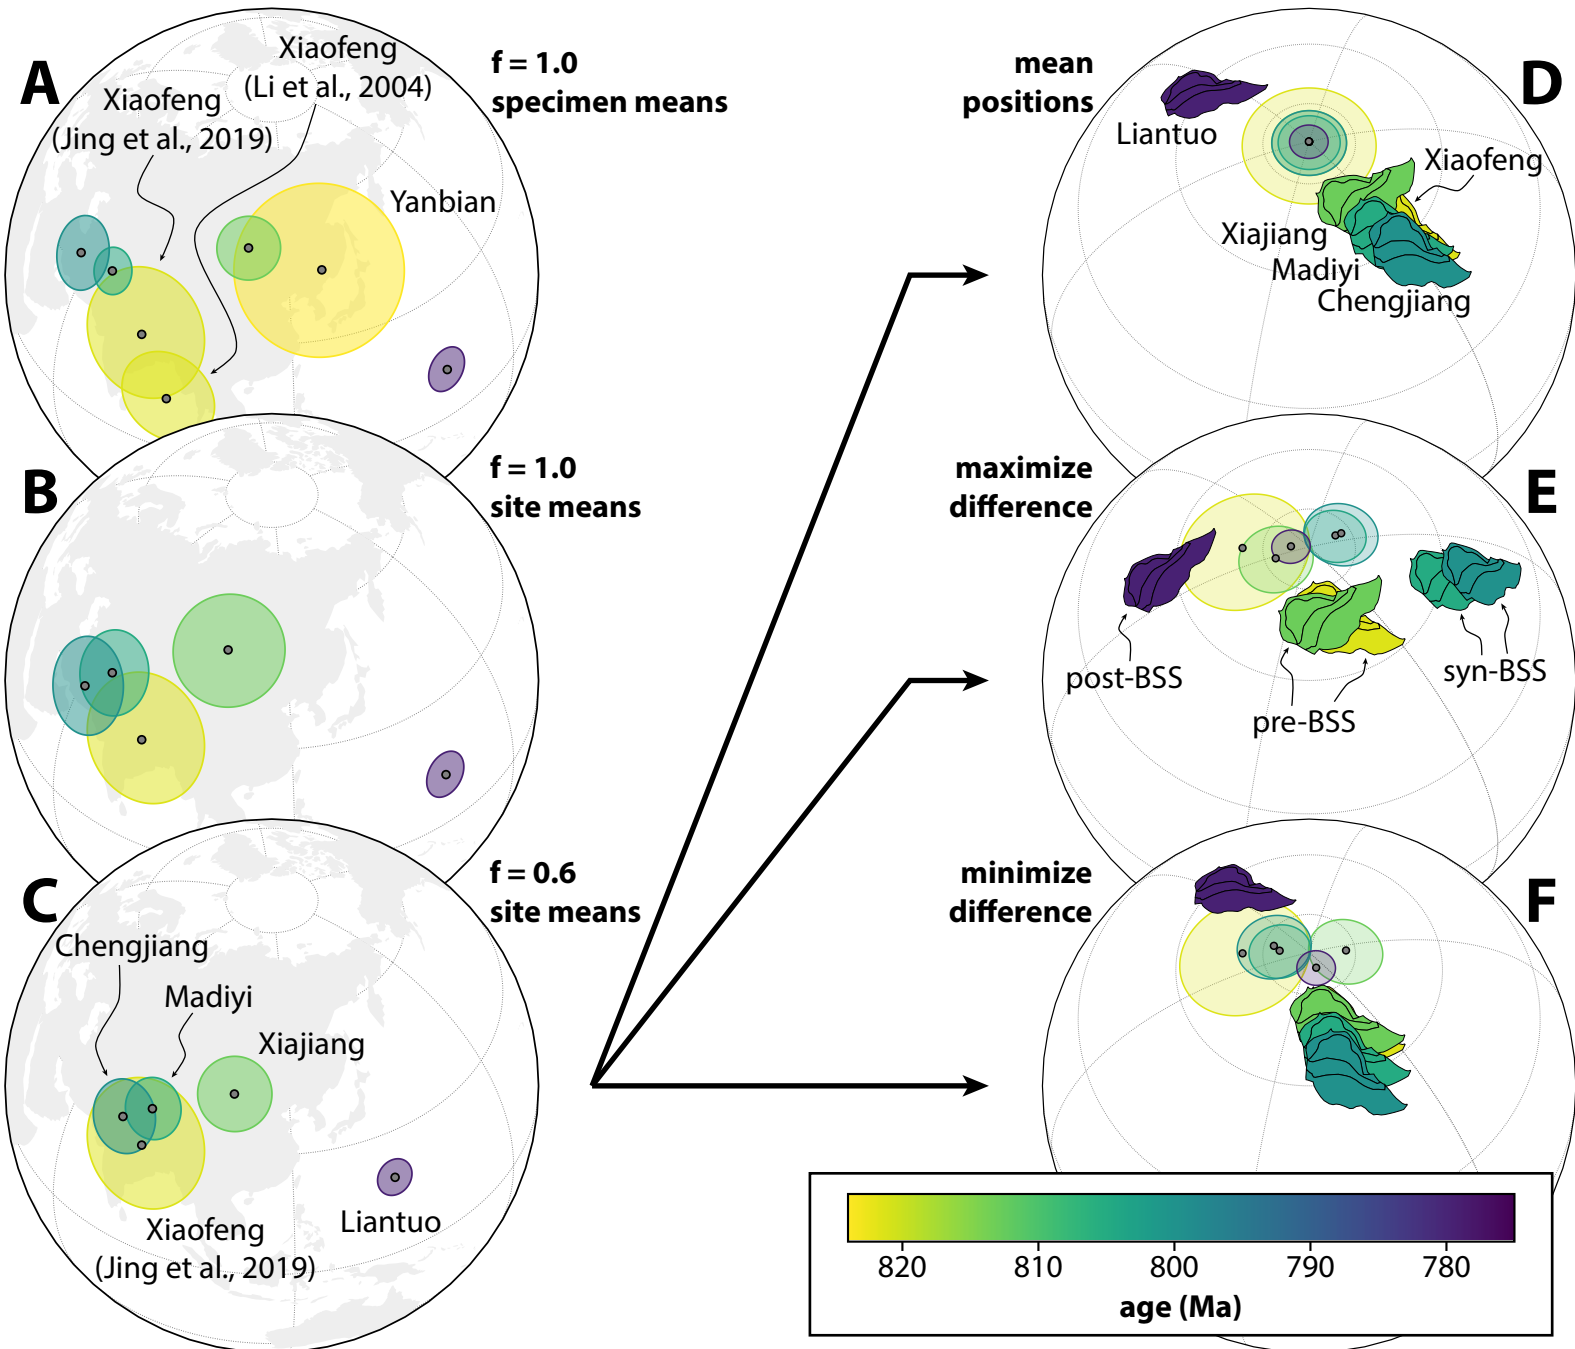 A
Xiaofeng
(Li et al., 2004)
Xiaofeng
(Jing et al., 2019)
f = 1.0
specimen means
Yanbian
B
f = 1.0
site means
C
f = 0.6
site means
Chengjiang
Madiyi
Xiajiang
Xiaofeng
(Jing et al., 2019)
Liantuo
mean
positions
D
Liantuo
Xiaofeng
Xiajiang
Madiyi
Chengjiang
maximize
difference
E
post-BSS
pre-BSS
syn-BSS
minimize
difference
F
820 810 800 790 780
age (Ma)